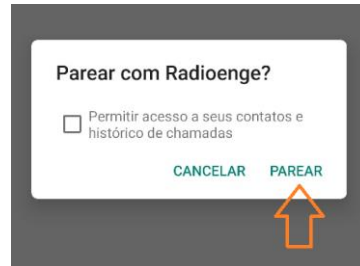 Parear com Radioenge?
Permitir acesso a seus contatos e
histórico de chamadas
CANCELAR PAREAR